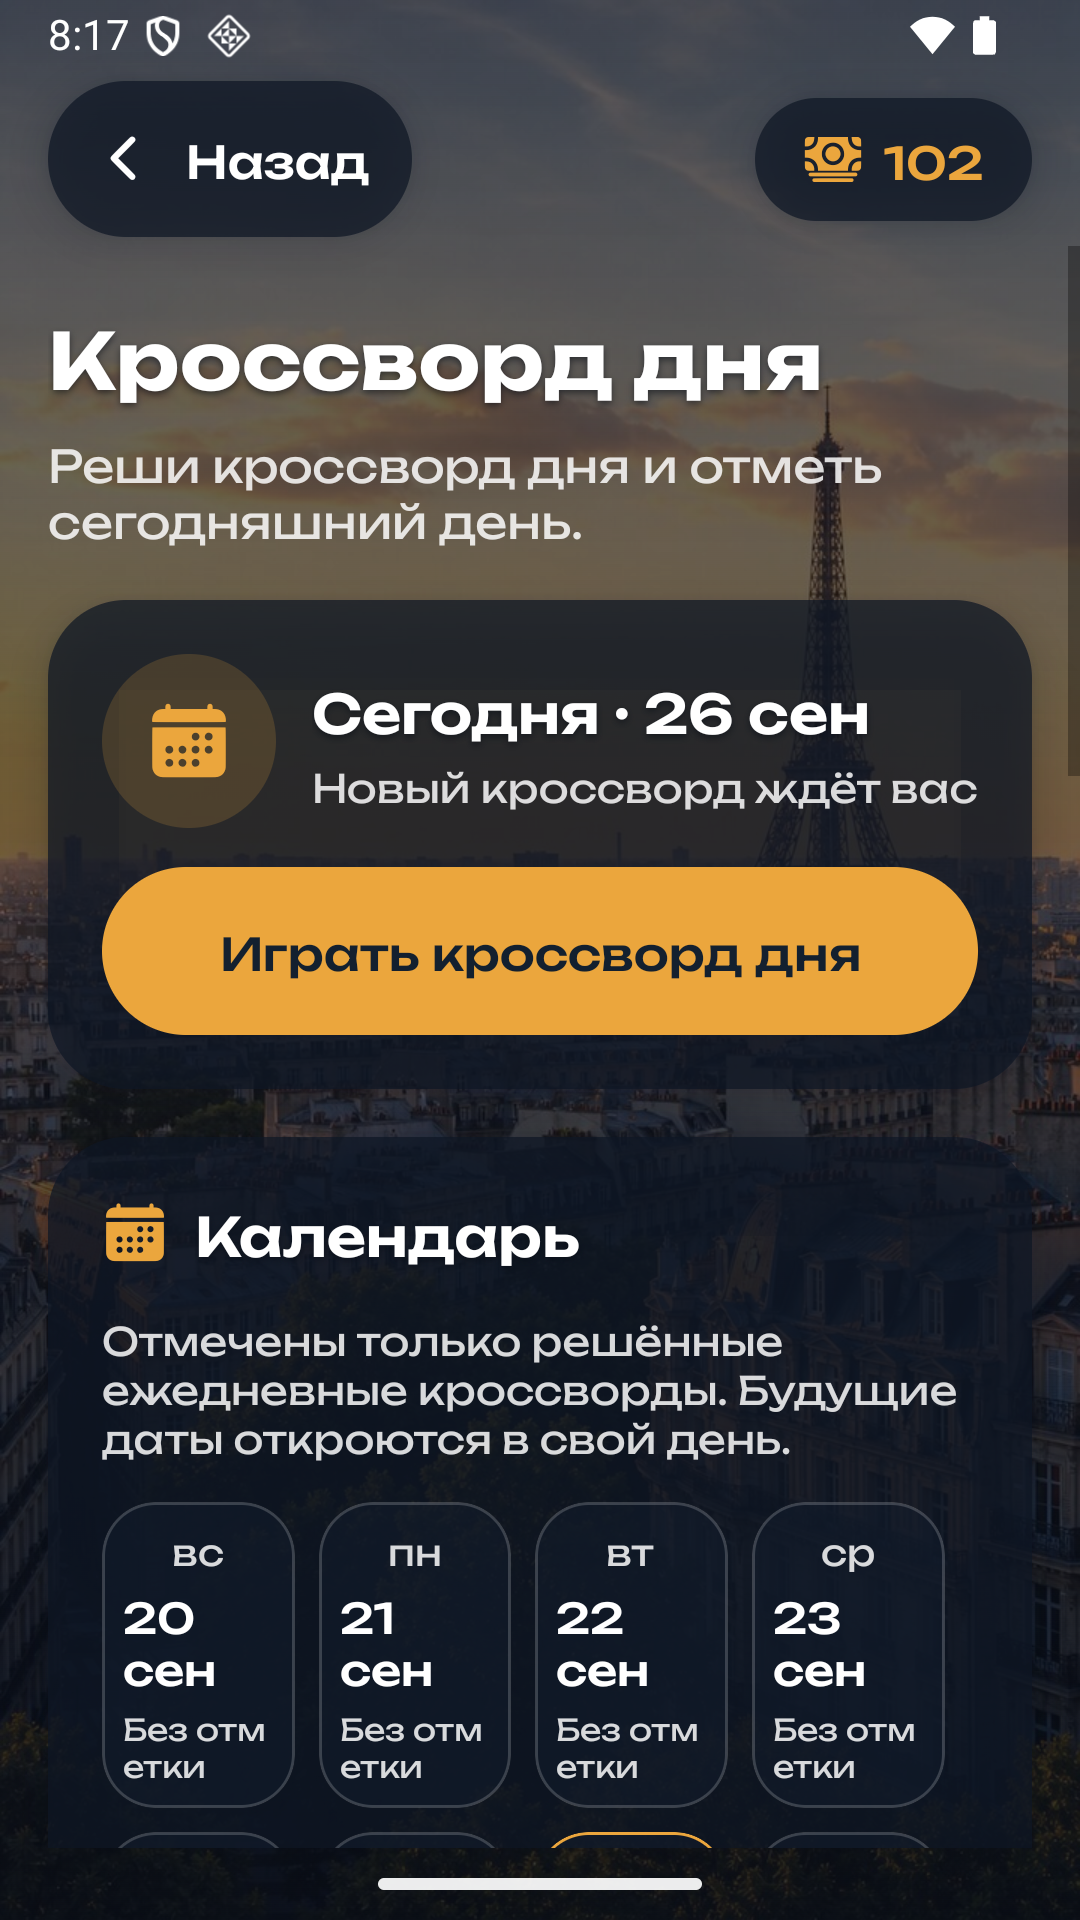 8:17
Назад
102
Кроссворд дня
Реши кроссворд дня и отметь
сегодняшний день.
Сегодня · 26 сен
Новый кроссворд ждёт вас
Играть кроссворд дня
Календарь
Отмечены только решённые
ежедневные кроссворды. Будущие
даты откроются в свой день.
вс пн вт ср
20 21 22 23
сен сен сен сен
Без отм Без отм Без отм Без отм
етки етки етки етки